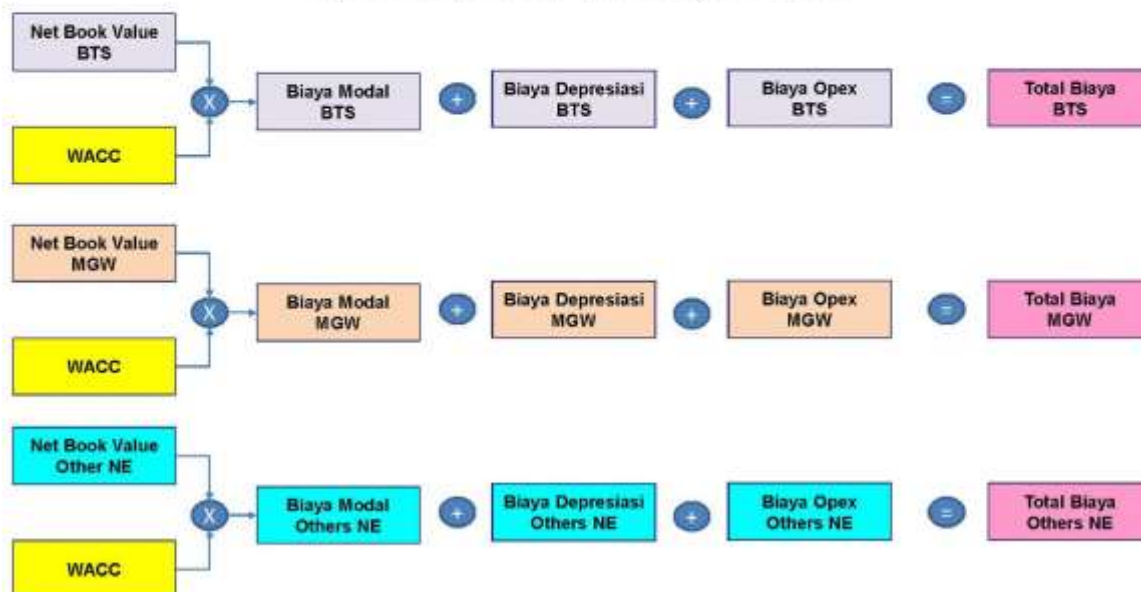 Net Book Value
BTS
X
Biaya Modal
BTS
+
Biaya Depresiasi
BTS
+
Biaya Opex
BTS
=
Total Biaya
BTS
WACC
Net Book Value
MGW
X
Biaya Modal
MGW
+
Biaya Depresiasi
MGW
+
Biaya Opex
MGW
=
Total Biaya
MGW
WACC
Net Book Value
Other NE
X
Biaya Modal
Others NE
+
Biaya Depresiasi
Others NE
+
Biaya Opex
Others NE
=
Total Biaya
Others NE
WACC